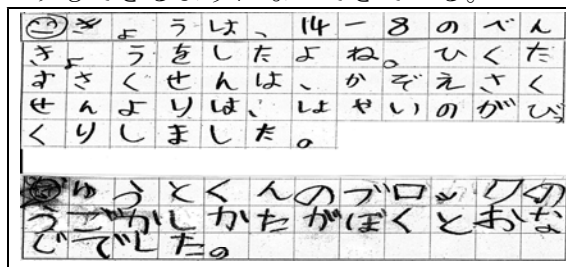 きょうは、14－8のべん
きょうをしたよね。ひくた
すさくせんは、かぞえさく
せんよりは、はやいのがびっ
くりしました。
ゆうとくんのブロックの
うごかしかたがぼくとおな
じでした。